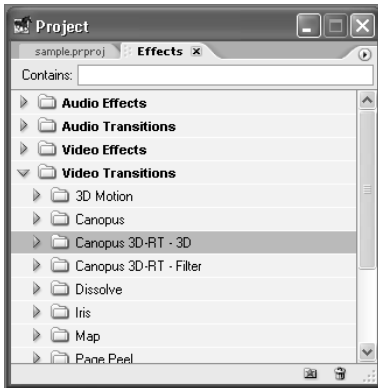 Project
sample.prproj Effects
Contains:
Audio Effects
Audio Transitions
Video Effects
Video Transitions
3D Motion
Canopus
Canopus 3D-RT - 3D
Canopus 3D-RT - Filter
Dissolve
Iris
Map
Page Peel